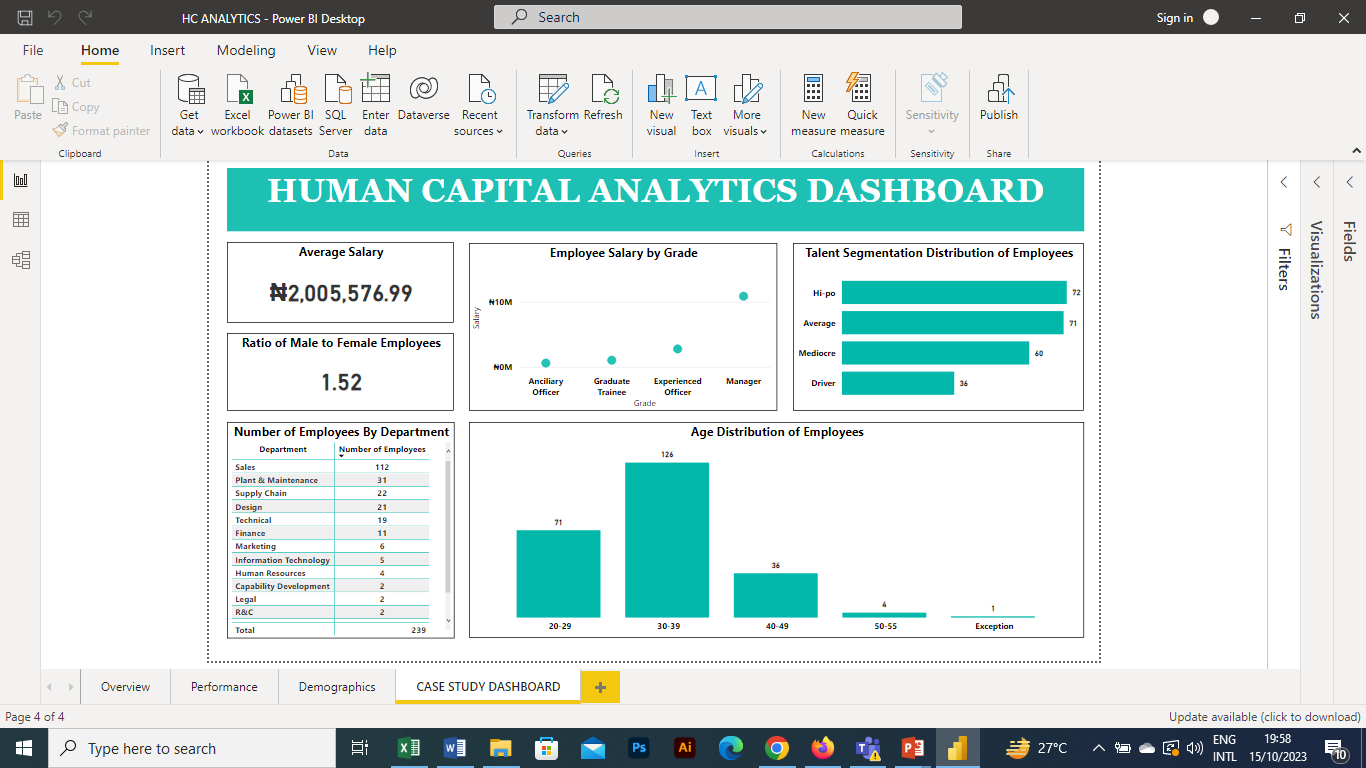 HC ANALYTICS - Power BI Desktop
Search
Sign in
File Home Insert Modeling View Help
Paste
Cut
Copy
Format painter
Clipboard
Get data
Excel workbook
Power BI datasets
SQL Server
Enter data
Dataverse
Recent sources
Data
Transform data
Refresh
Queries
New visual
Text box
More visuals
Insert
New measure
Quick measure
Calculations
Sensitivity
Sensitivity
Publish
Share
HUMAN CAPITAL ANALYTICS DASHBOARD
Average Salary
₦2,005,576.99
Ratio of Male to Female Employees
1.52
Employee Salary by Grade
Salary
₦10M
₦0M
Anciliary Officer
Graduate Trainee
Experienced Officer
Manager
Grade
Talent Segmentation Distribution of Employees
Hi-po 72
Average 71
Mediocre 60
Driver 36
Number of Employees By Department
Department Number of Employees
Sales 112
Plant & Maintenance 31
Supply Chain 22
Design 21
Technical 19
Finance 11
Marketing 6
Information Technology 5
Human Resources 4
Capability Development 2
Legal 2
R&C 2
Total 239
Age Distribution of Employees
71
126
36
4
1
20-29 30-39 40-49 50-55 Exception
Filters
Visualizations
Fields
Overview Performance Demographics CASE STUDY DASHBOARD
Page 4 of 4
Update available (click to download)
Type here to search
Ps
Ai
27°C
ENG
INTL
19:58
15/10/2023
10